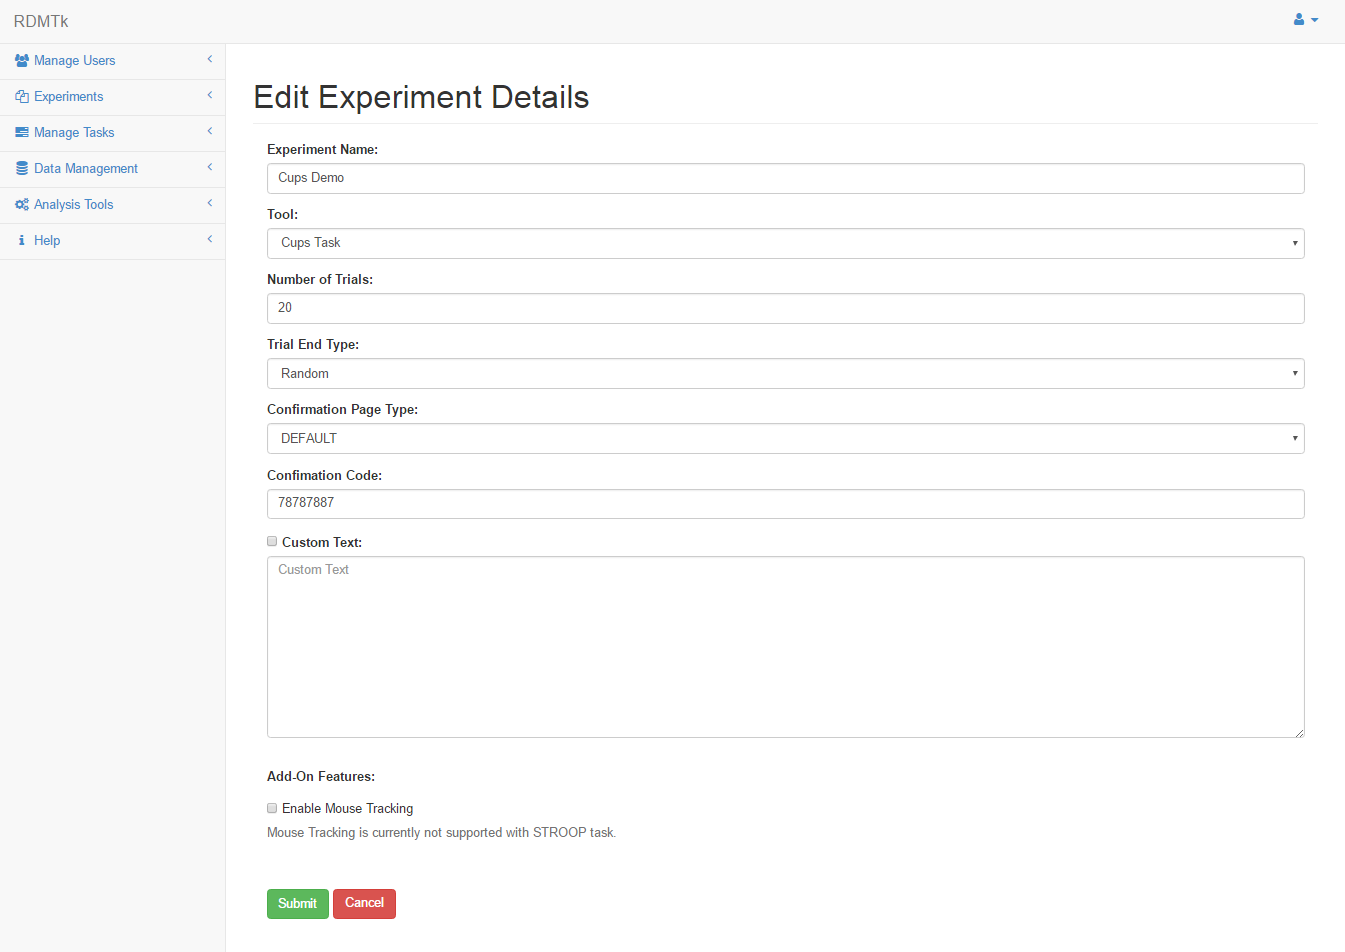 RDMTk
Manage Users
Experiments
Manage Tasks
Data Management
Analysis Tools
Help
Edit Experiment Details
Experiment Name:
Cups Demo
Tool:
Cups Task
Number of Trials:
20
Trial End Type:
Random
Confirmation Page Type:
DEFAULT
Confimation Code:
78787887
Custom Text:
Custom Text
Add-On Features:
Enable Mouse Tracking
Mouse Tracking is currently not supported with STROOP task.
Submit Cancel